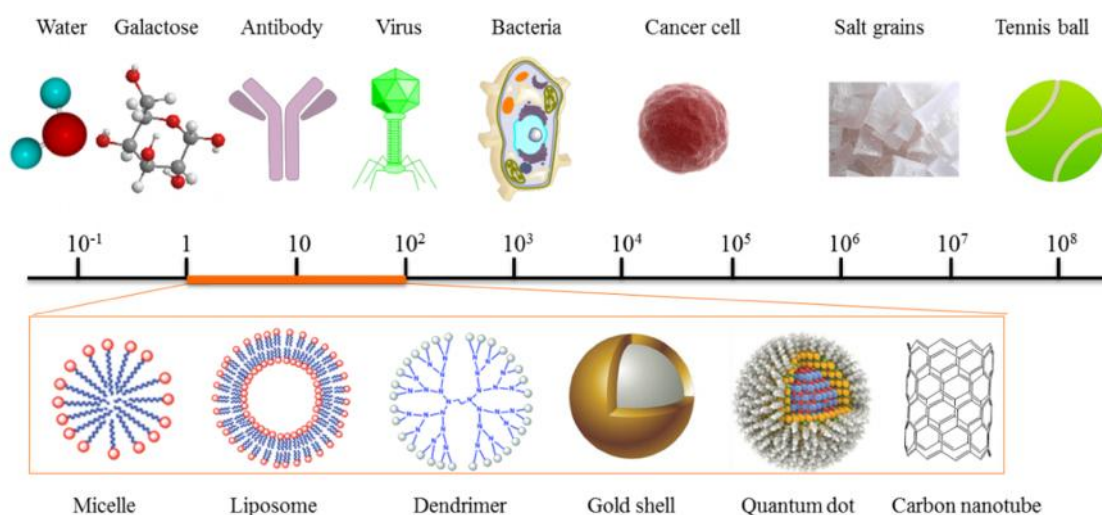 Water Galactose Antibody Virus Bacteria Cancer cell Salt grains Tennis ball
10⁻¹ 1 10 10² 10³ 10⁴ 10⁵ 10⁶ 10⁷ 10⁸
Micelle Liposome Dendrimer Gold shell Quantum dot Carbon nanotube